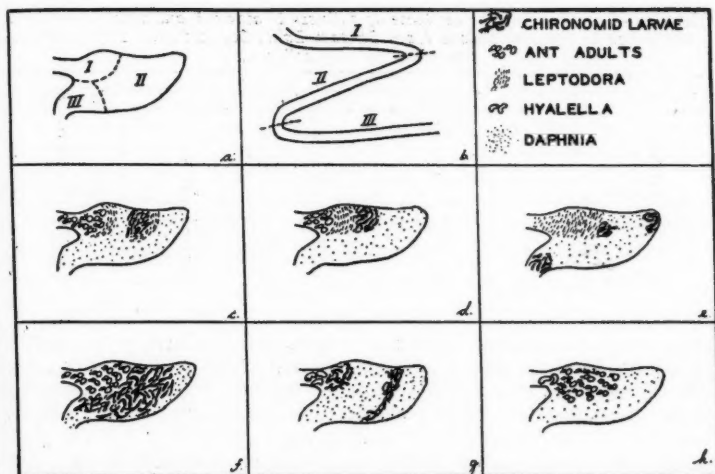 I
II
III
a.
I
II
III
b.
CHIRONOMID LARVAE
ANT ADULTS
LEPTODORA
HYALELLA
DAPHNIA
c.
d.
e.
f.
g.
h.